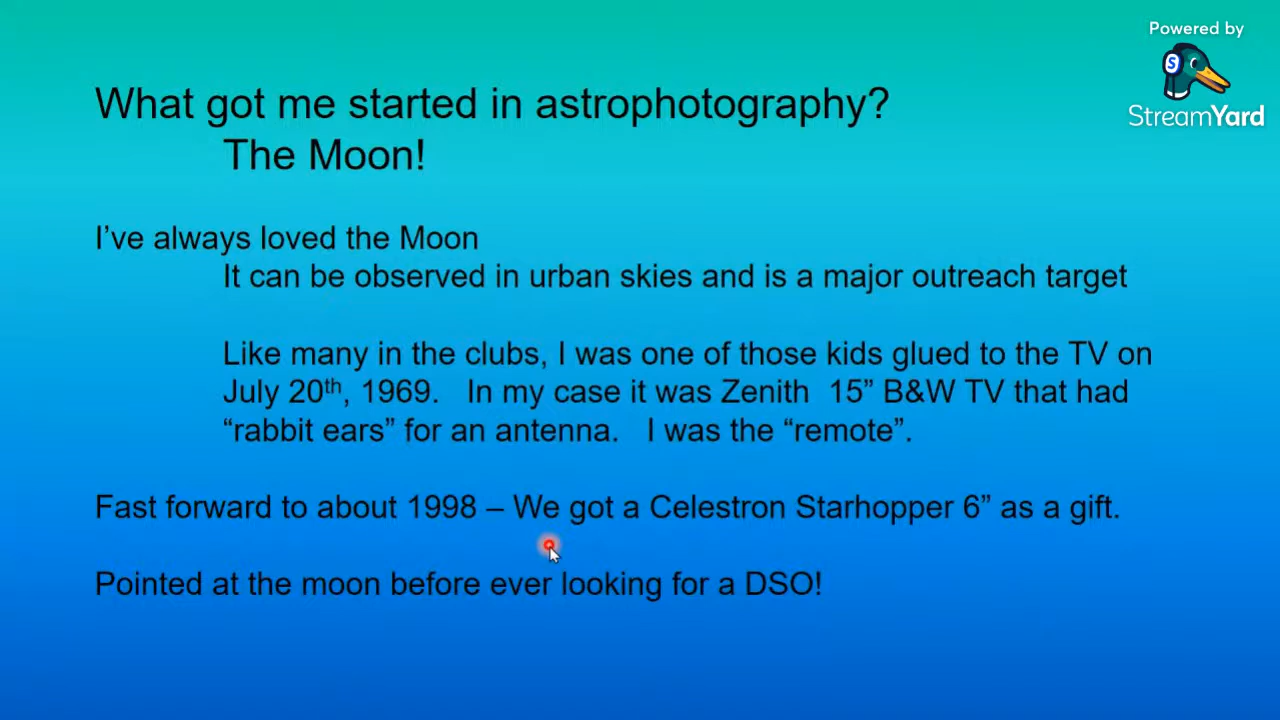 Powered by
StreamYard
What got me started in astrophotography?
The Moon!
I’ve always loved the Moon
It can be observed in urban skies and is a major outreach target
Like many in the clubs, I was one of those kids glued to the TV on
July 20th, 1969.   In my case it was Zenith  15” B&W TV that had
“rabbit ears” for an antenna.   I was the “remote”.
Fast forward to about 1998 – We got a Celestron Starhopper 6” as a gift.
Pointed at the moon before ever looking for a DSO!